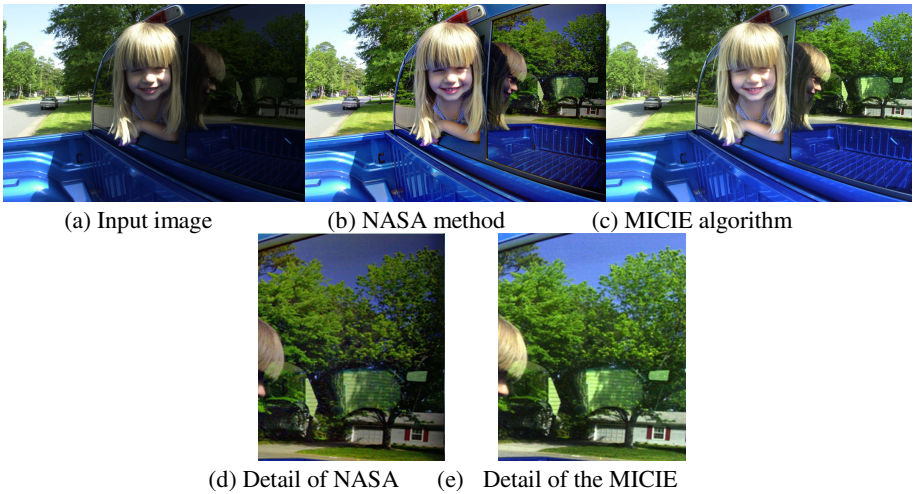 (a) Input image (b) NASA method (c) MICIE algorithm
(d) Detail of NASA (e) Detail of the MICIE